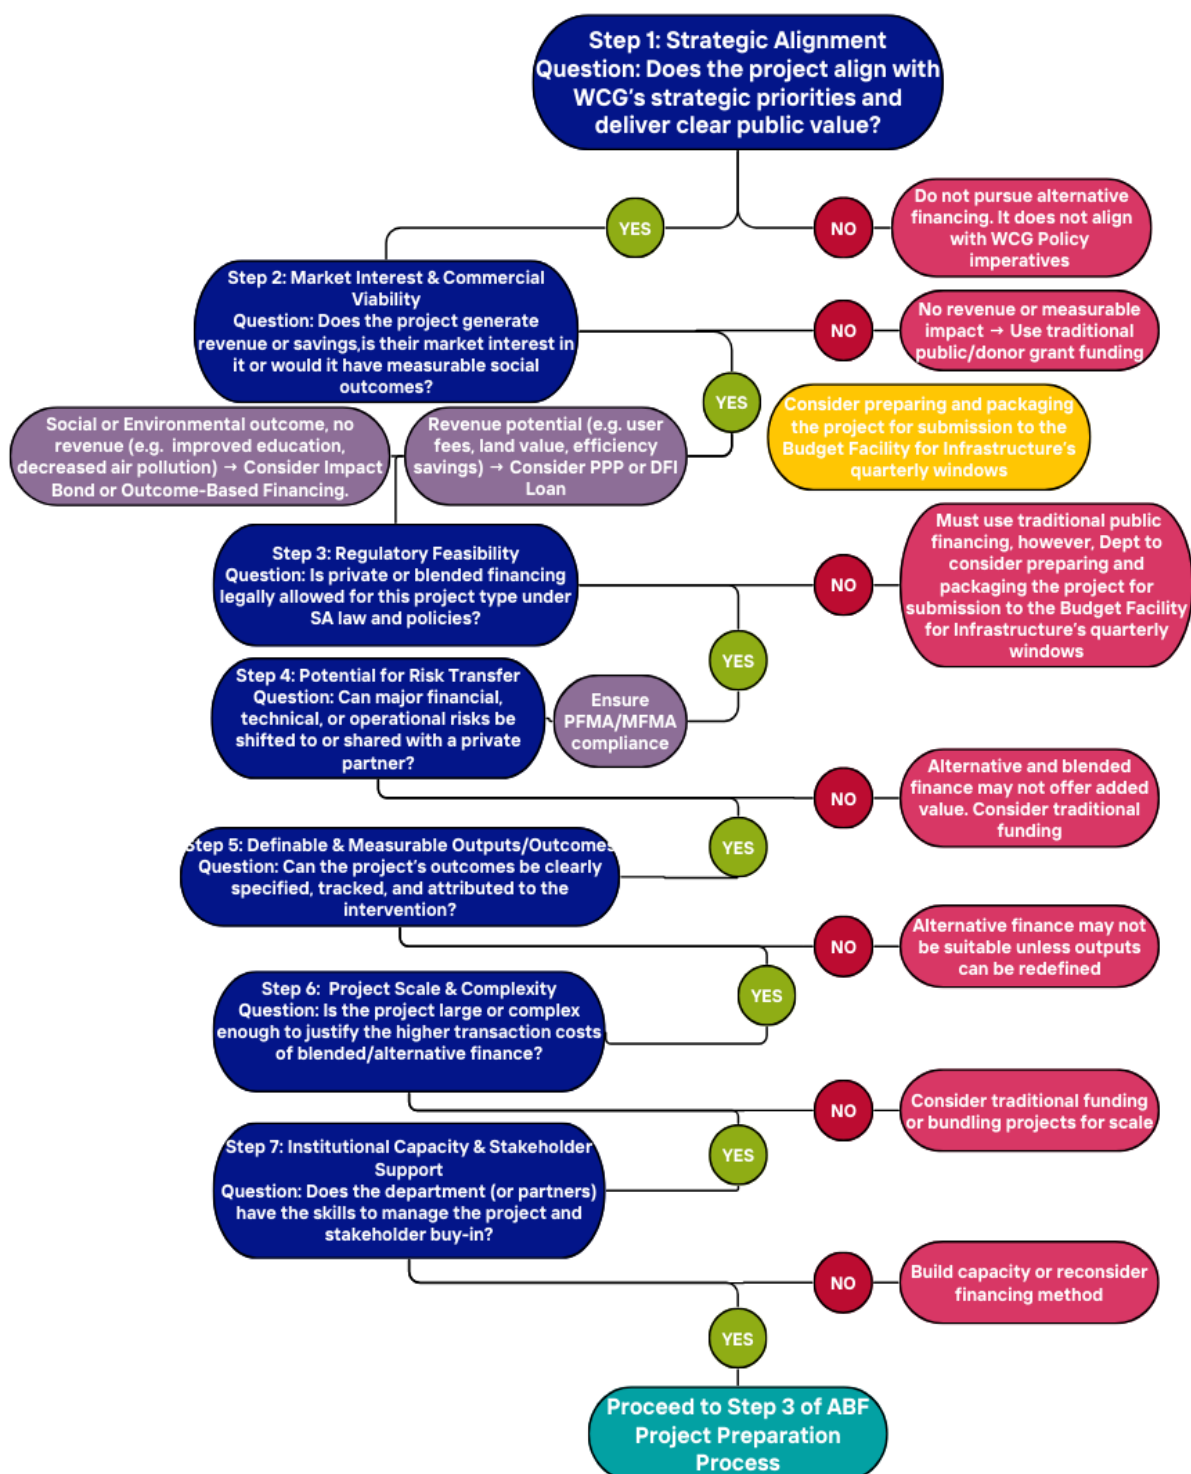 Step 1: Strategic Alignment
Question: Does the project align with
WCG's strategic priorities and
deliver clear public value?
YES
NO
Do not pursue alternative
financing. It does not align
with WCG Policy
imperatives
Step 2: Market Interest & Commercial
Viability
Question: Does the project generate
revenue or savings,is their market interest in
it or would it have measurable social
outcomes?
NO
No revenue or measurable
impact → Use traditional
public/donor grant funding
YES
Consider preparing and packaging
the project for submission to the
Budget Facility for Infrastructure's
quarterly windows
Social or Environmental outcome, no
revenue (e.g. improved education,
decreased air pollution) → Consider Impact
Bond or Outcome-Based Financing.
Revenue potential (e.g. user
fees, land value, efficiency
savings) → Consider PPP or DFI
Loan
Step 3: Regulatory Feasibility
Question: Is private or blended financing
legally allowed for this project type under
SA law and policies?
NO
Must use traditional public
financing, however, Dept to
consider preparing and
packaging the project for
submission to the Budget Facility
for Infrastructure's quarterly
windows
YES
Ensure
PFMA/MFMA
compliance
Step 4: Potential for Risk Transfer
Question: Can major financial,
technical, or operational risks be
shifted to or shared with a private
partner?
NO
Alternative and blended
finance may not offer added
value. Consider traditional
funding
YES
Step 5: Definable & Measurable Outputs/Outcomes
Question: Can the project's outcomes be clearly
specified, tracked, and attributed to the
intervention?
NO
Alternative finance may not
be suitable unless outputs
can be redefined
YES
Step 6: Project Scale & Complexity
Question: Is the project large or complex
enough to justify the higher transaction costs
of blended/alternative finance?
NO
Consider traditional funding
or bundling projects for scale
YES
Step 7: Institutional Capacity & Stakeholder
Support
Question: Does the department (or partners)
have the skills to manage the project and
stakeholder buy-in?
NO
Build capacity or reconsider
financing method
YES
Proceed to Step 3 of ABF
Project Preparation
Process